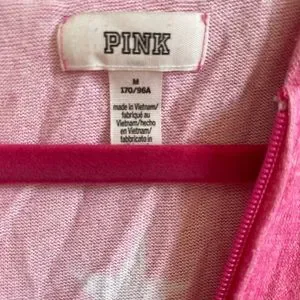 PINK
M
170/96A
made in Vietnam/
fabriqué au
Vietnam/hecho
en Vietnam/
fabbricato in